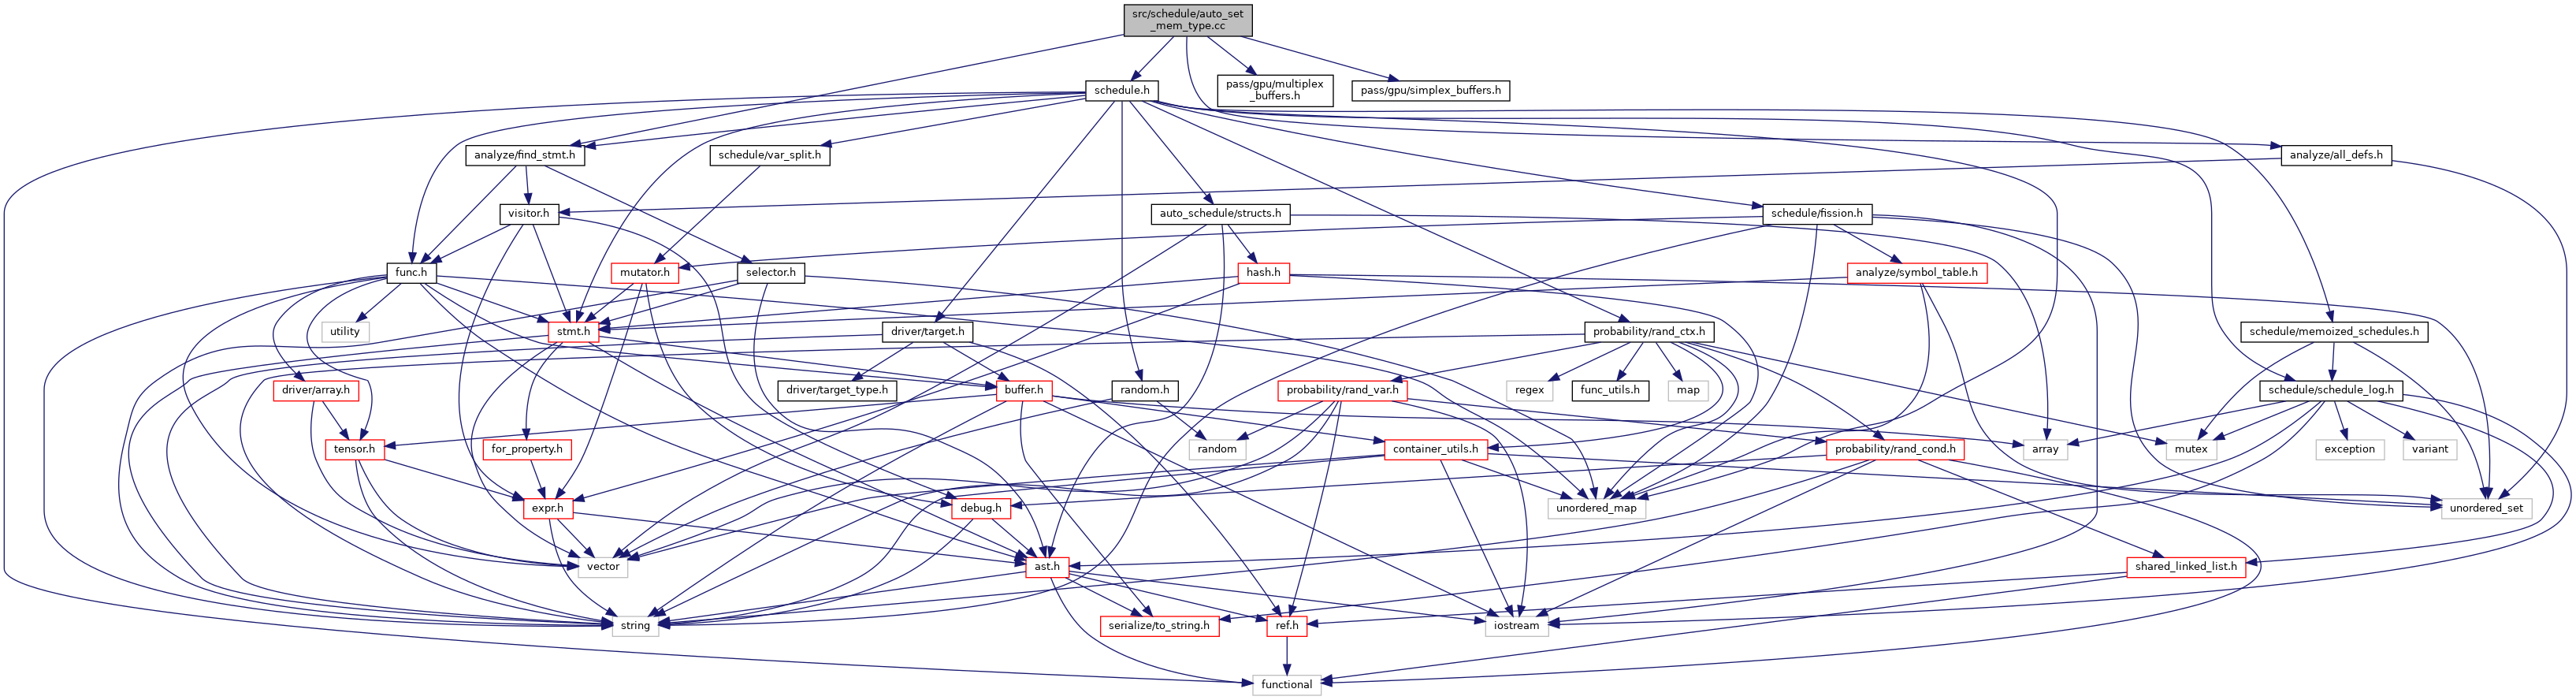 src/schedule/auto_set
_mem_type.cc
schedule.h
pass/gpu/multiplex
_buffers.h
pass/gpu/simplex_buffers.h
analyze/find_stmt.h
schedule/var_split.h
analyze/all_defs.h
visitor.h
auto_schedule/structs.h
schedule/fission.h
func.h
mutator.h
selector.h
hash.h
analyze/symbol_table.h
utility
stmt.h
driver/target.h
probability/rand_ctx.h
schedule/memoized_schedules.h
driver/array.h
driver/target_type.h
buffer.h
random.h
probability/rand_var.h
regex
func_utils.h
map
schedule/schedule_log.h
tensor.h
for_property.h
random
container_utils.h
probability/rand_cond.h
array
mutex
exception
variant
expr.h
debug.h
unordered_map
unordered_set
vector
ast.h
shared_linked_list.h
string
serialize/to_string.h
ref.h
iostream
functional